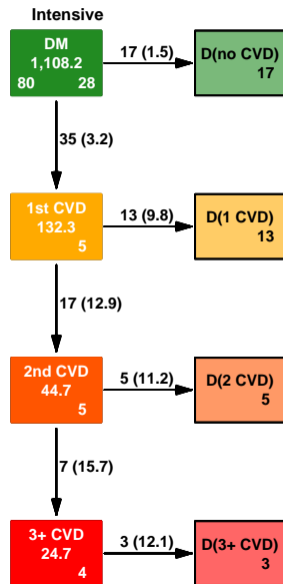 Intensive
DM
1,108.2
80 28
17 (1.5)
D(no CVD)
17
35 (3.2)
1st CVD
132.3
5
13 (9.8)
D(1 CVD)
13
17 (12.9)
2nd CVD
44.7
5
5 (11.2)
D(2 CVD)
5
7 (15.7)
3+ CVD
24.7
4
3 (12.1)
D(3+ CVD)
3